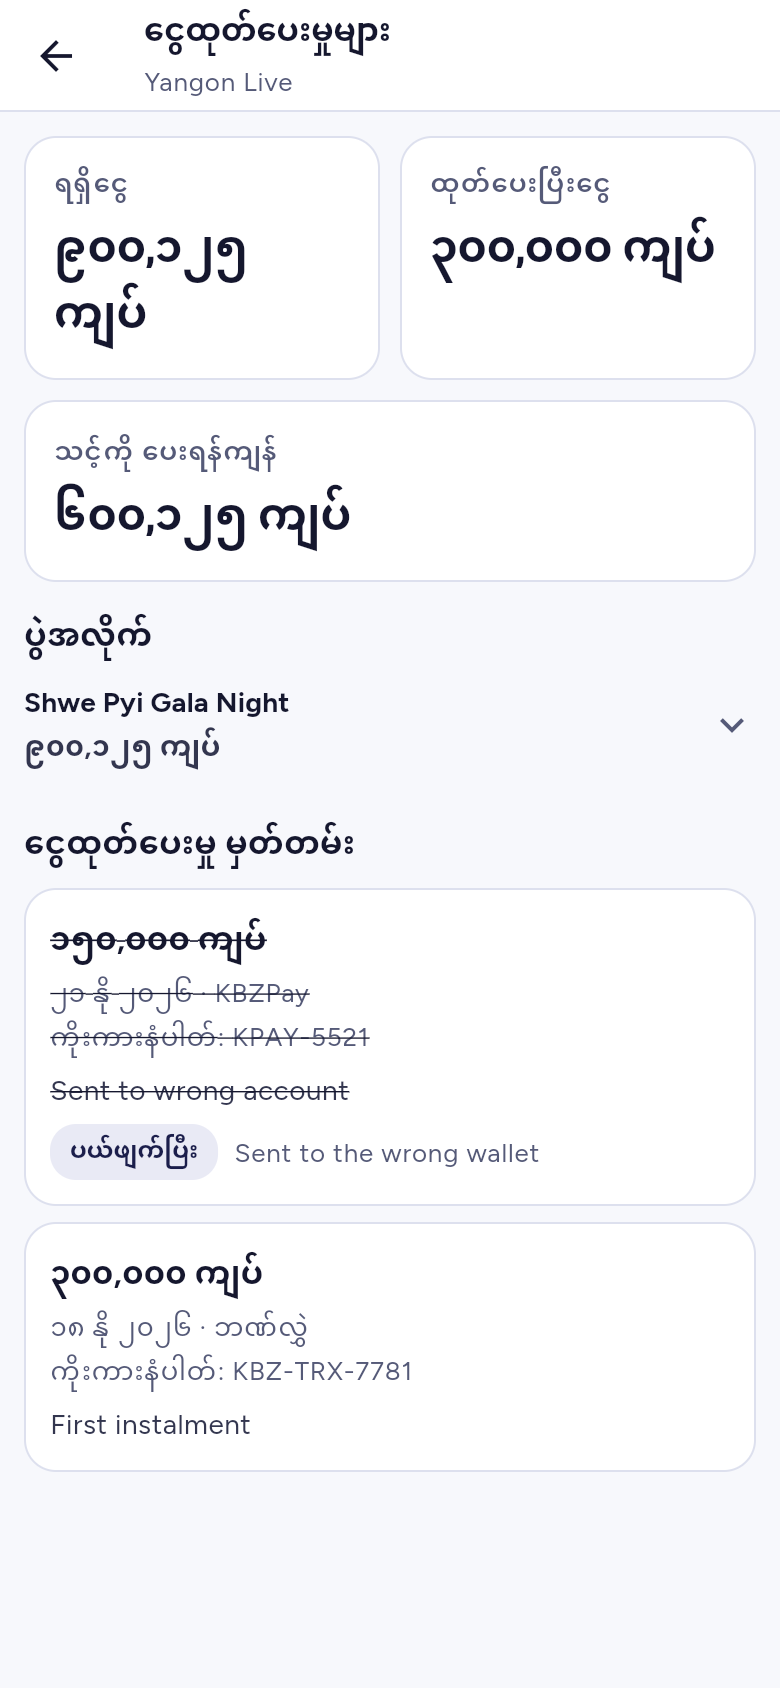 ငွေထုတ်ပေးမှုများ
Yangon Live
ရရှိငွေ
၉၀၀,၁၂၅
ကျပ်
ထုတ်ပေးပြီးငွေ
၃၀၀,၀၀၀ ကျပ်
သင့်ကို ပေးရန်ကျန်
၆၀၀,၁၂၅ ကျပ်
ပွဲအလိုက်
Shwe Pyi Gala Night
၉၀၀,၁၂၅ ကျပ်
ငွေထုတ်ပေးမှု မှတ်တမ်း
၁၅၀,၀၀၀ ကျပ်
၂၁ နို ၂၀၂၆ · KBZPay
ကိုးကားနံပါတ်: KPAY-5521
Sent to wrong account
ပယ်ဖျက်ပြီး
Sent to the wrong wallet
၃၀၀,၀၀၀ ကျပ်
၁၈ နို ၂၀၂၆ · ဘဏ်လွှဲ
ကိုးကားနံပါတ်: KBZ-TRX-7781
First instalment